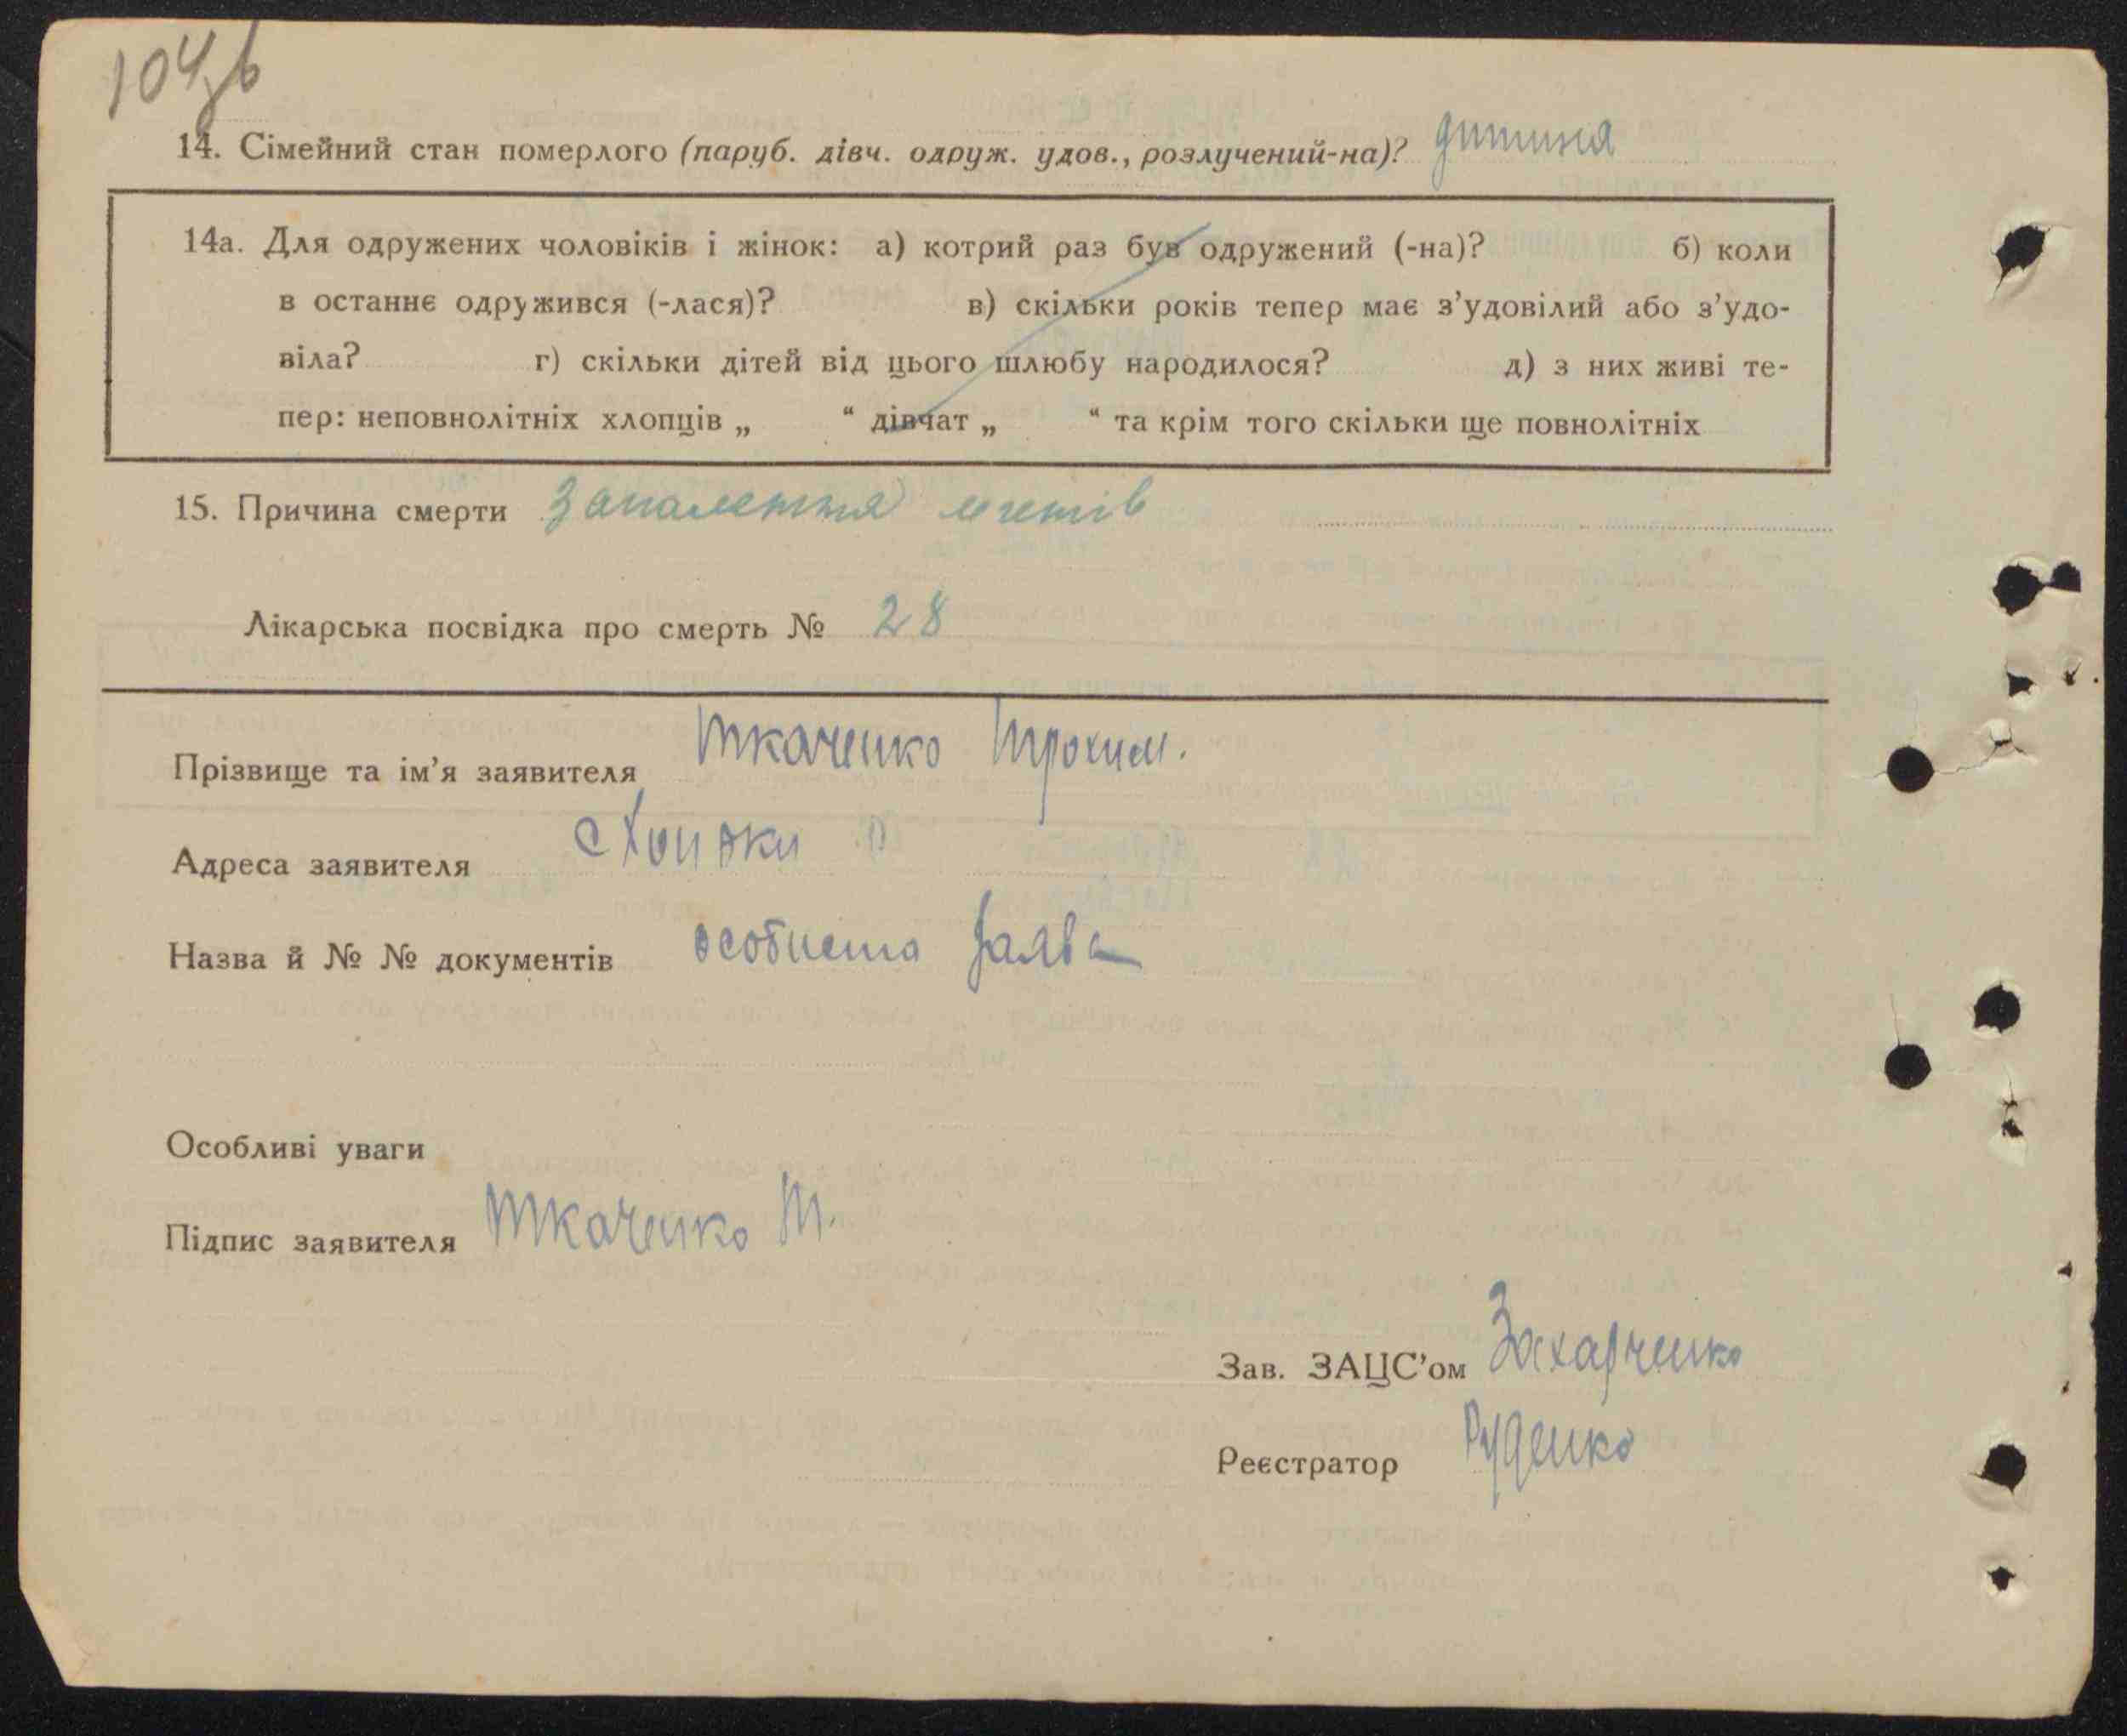 104зв
14. Сімейний стан померлого (паруб. дівч. одруж. удов., розлучений-на)? дитина
14а. Для одружених чоловіків і жінок: а) котрий раз був одружений (-на)? б) коли
в останнє одружився (-лася)? в) скільки років тепер має з’удовілий або з’удо-
віла? г) скільки дітей від цього шлюбу народилося? д) з них живі те-
пер: неповнолітніх хлопців „ “ дівчат „ “ та крім того скільки ще повнолітніх
15. Причина смерти Запалення легенів
Лікарська посвідка про смерть № 28
Прізвище та ім’я заявителя Ткаченко Трохим.
Адреса заявителя с
Назва й № № документів особиста заява
Особливі уваги
Підпис заявителя Ткаченко Т.
Зав. ЗАЦС’ом Захарченко
Реєстратор Руденко